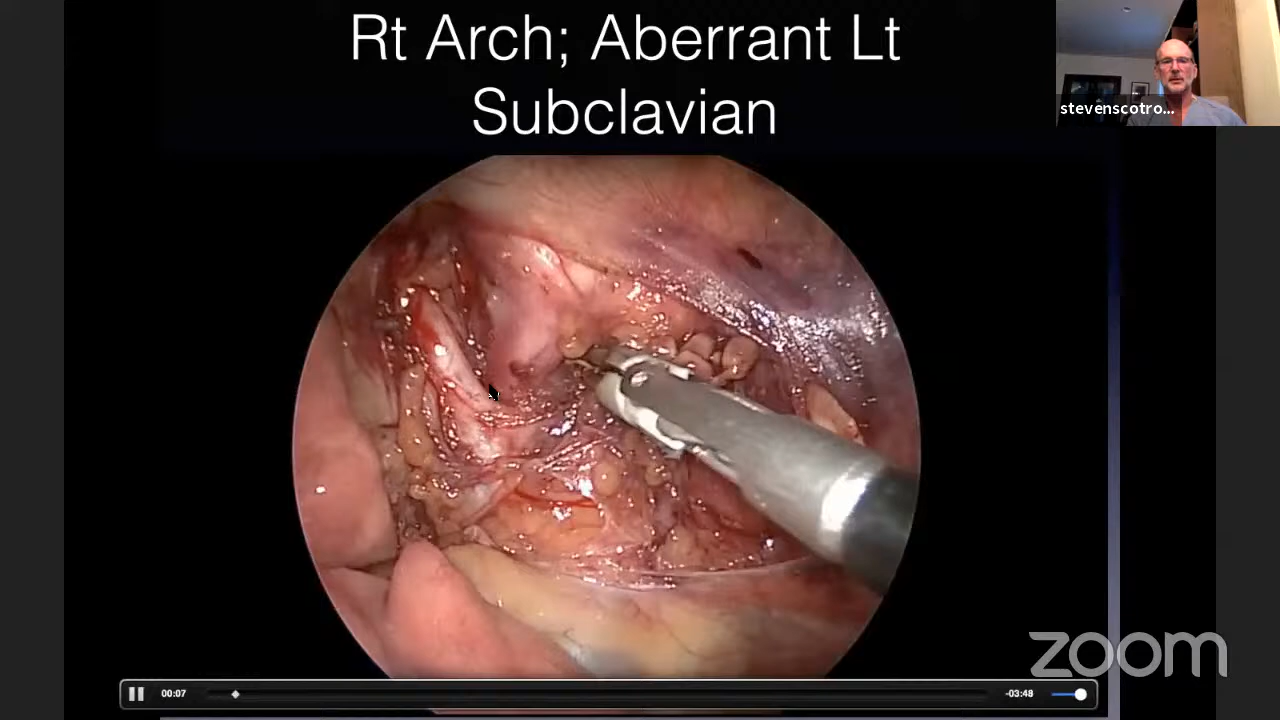 Rt Arch; Aberrant Lt
Subclavian
stevenscotro...
00:07
-03:48
zoom